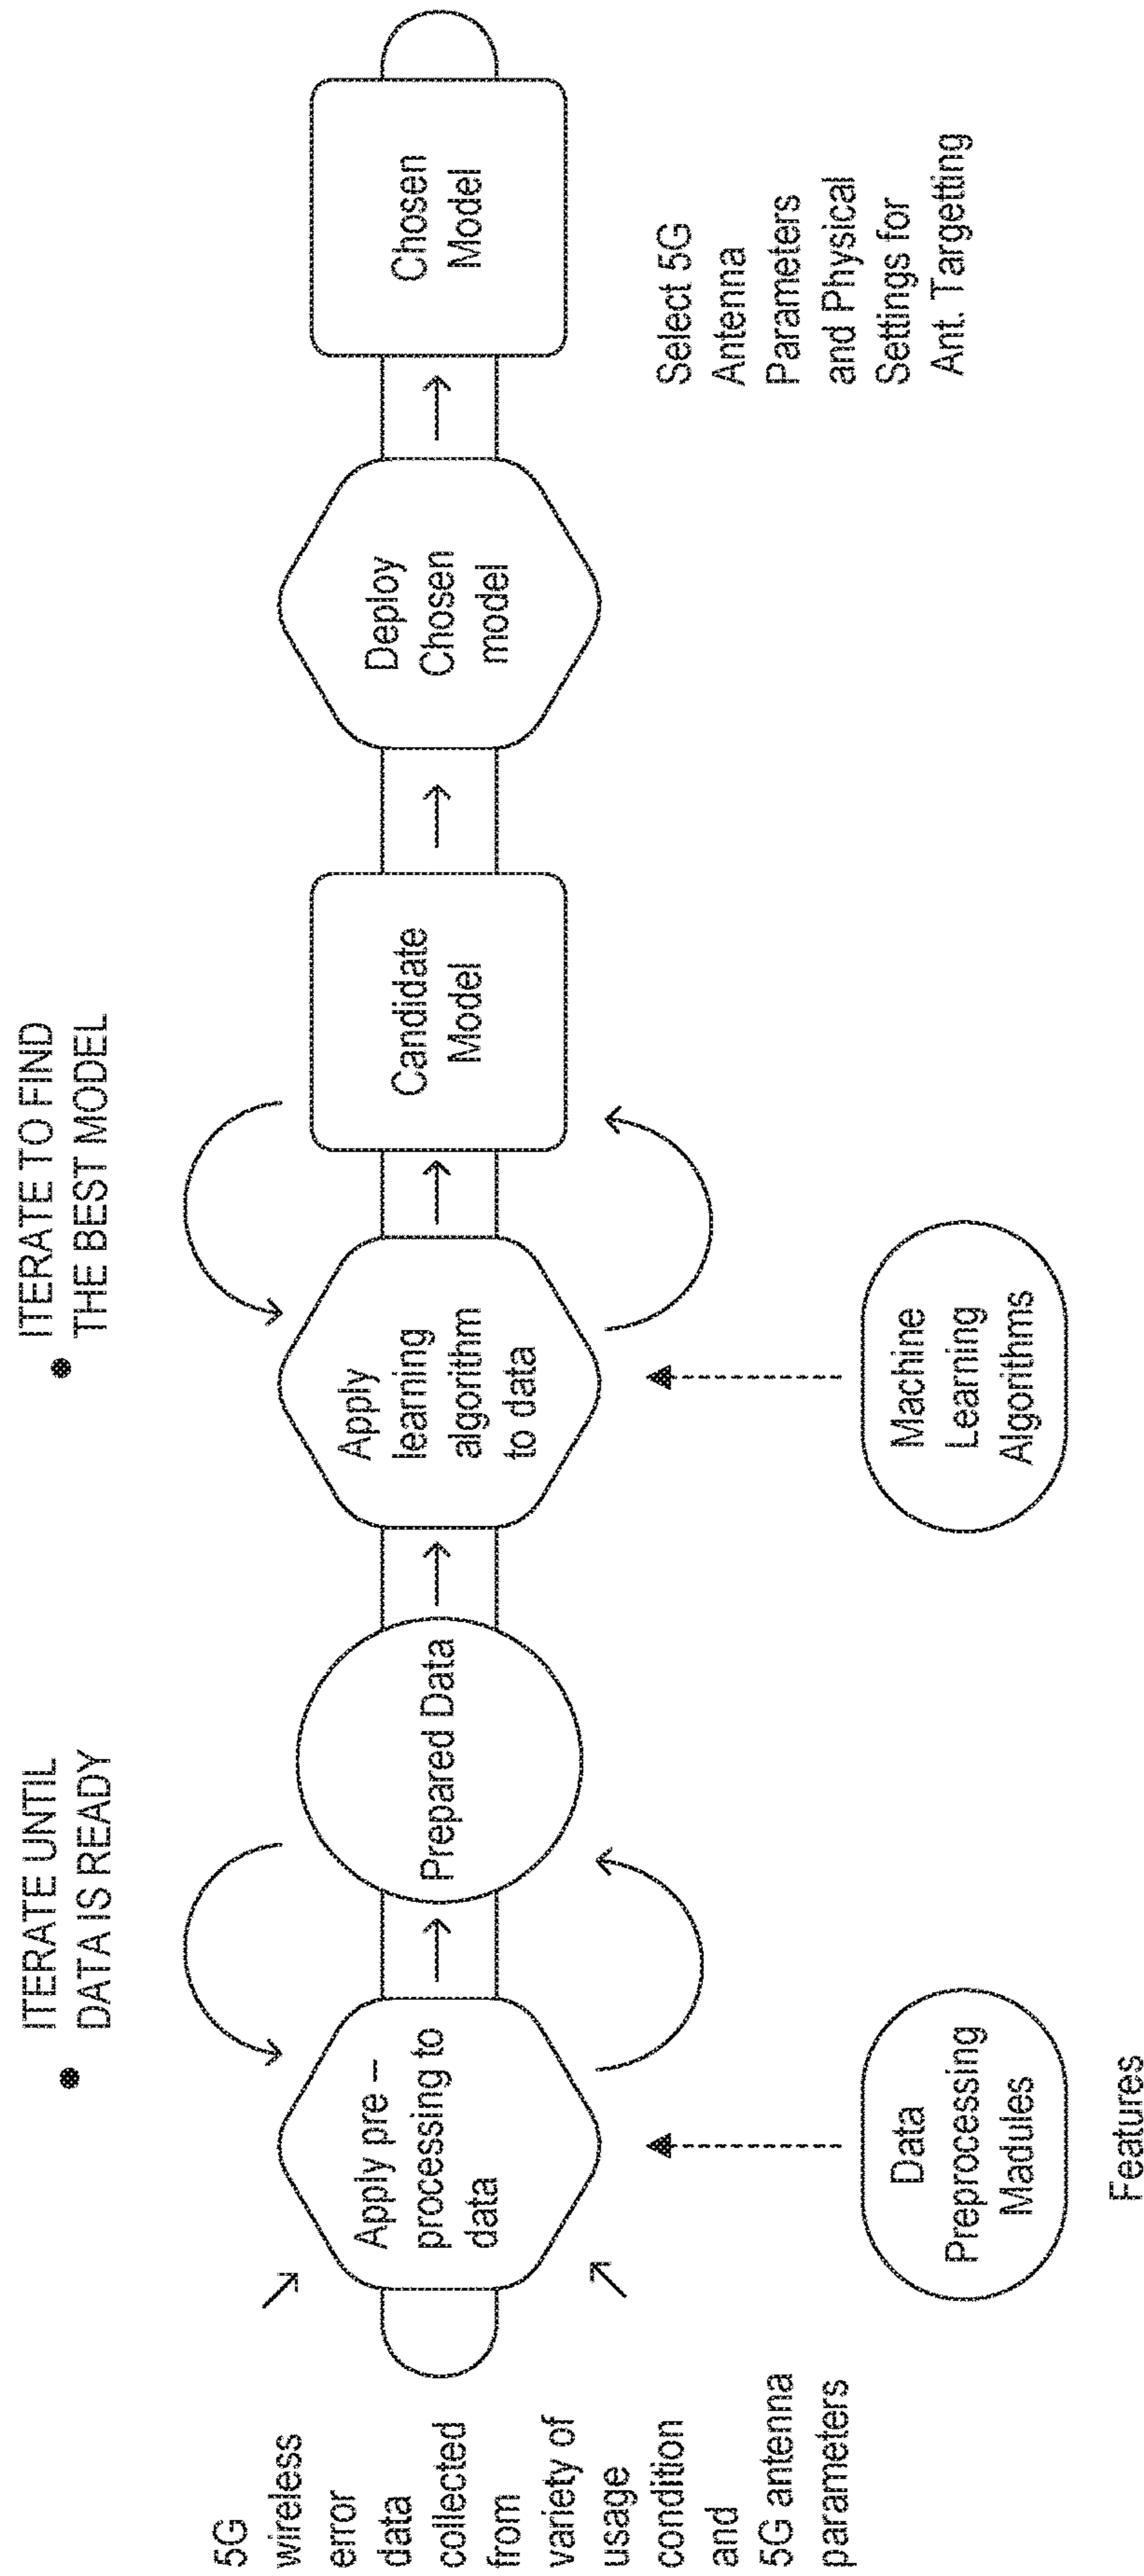 ITERATE UNTIL
DATA IS READY
ITERATE TO FIND
THE BEST MODEL
5G
wireless
error
data
collected
from
variety of
usage
condition
and
5G antenna
parameters
Apply pre –
processing to
data
Prepared Data
Apply
learning
algorithm
to data
Candidate
Model
Deploy
Chosen
model
Chosen
Model
Data
Preprocessing
Madules
Features
Machine
Learning
Algorithms
Select 5G
Antenna
Parameters
and Physical
Settings for
Ant. Targetting